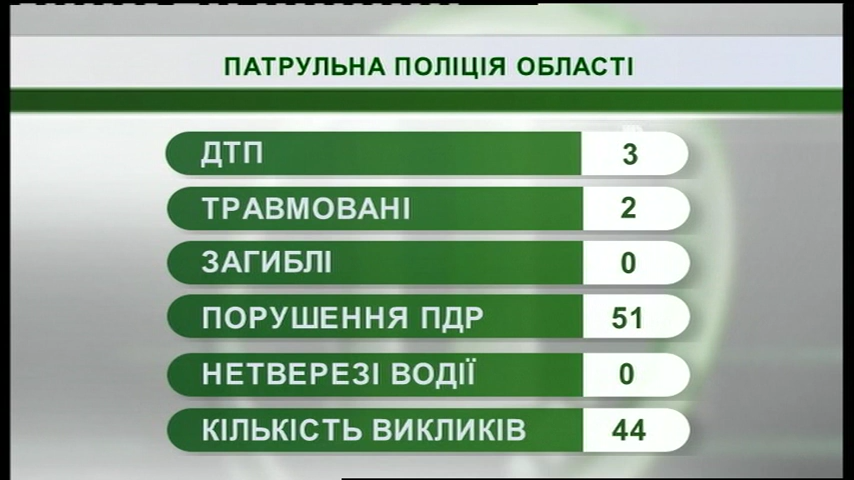 ПАТРУЛЬНА ПОЛІЦІЯ ОБЛАСТІ
ДТП 3
ТРАВМОВАНІ 2
ЗАГИБЛІ 0
ПОРУШЕННЯ ПДР 51
НЕТВЕРЕЗІ ВОДІЇ 0
КІЛЬКІСТЬ ВИКЛИКІВ 44